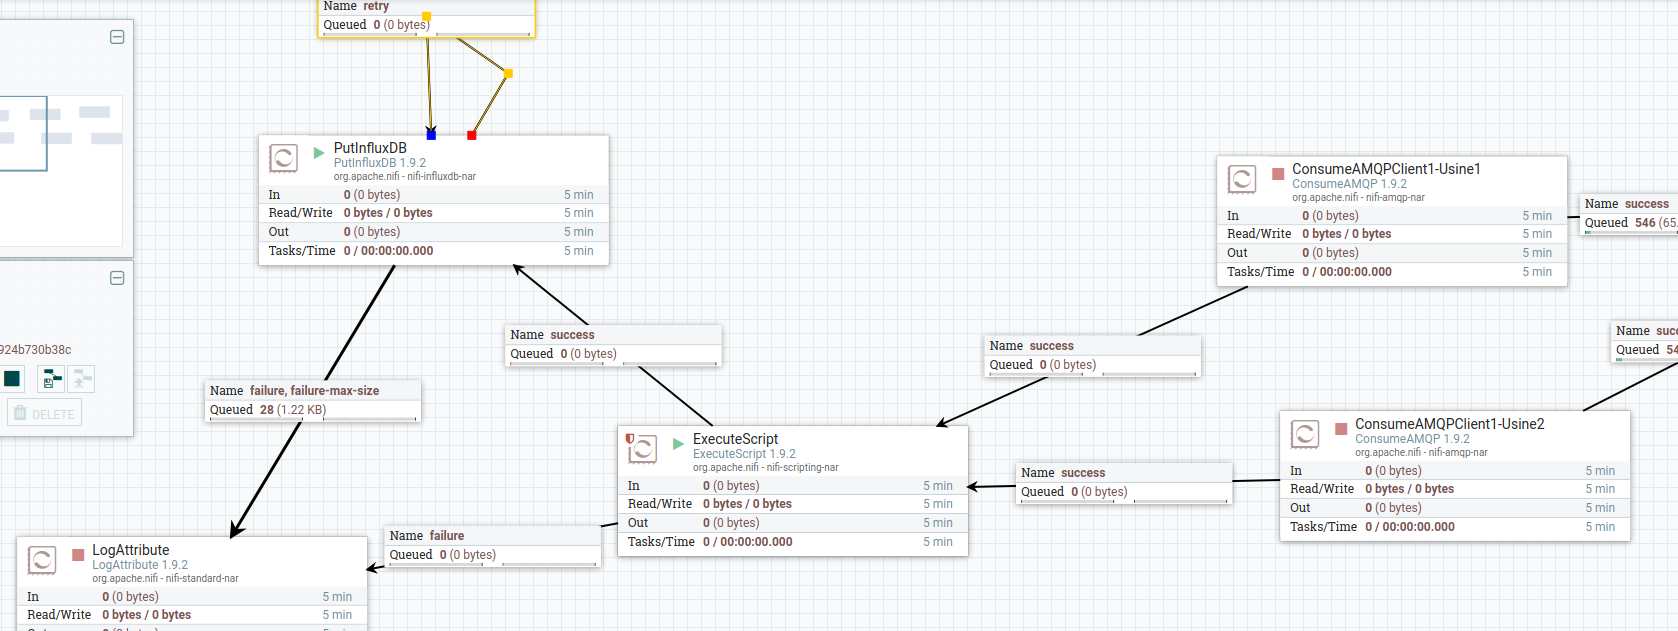 Name retry
Queued 0 (0 bytes)
PutInfluxDB
PutInfluxDB 1.9.2
org.apache.nifi - nifi-influxdb-nar
In 0 (0 bytes) 5 min
Read/Write 0 bytes / 0 bytes 5 min
Out 0 (0 bytes) 5 min
Tasks/Time 0 / 00:00:00.000 5 min
ConsumeAMQPClient1-Usine1
ConsumeAMQP 1.9.2
org.apache.nifi - nifi-amqp-nar
In 0 (0 bytes) 5 min
Read/Write 0 bytes / 0 bytes 5 min
Out 0 (0 bytes) 5 min
Tasks/Time 0 / 00:00:00.000 5 min
Name success
Queued 546 (65.
Name success
Queued 0 (0 bytes)
Name success
Queued 0 (0 bytes)
Name succ
Queued 54
924b730b38c
DELETE
Name failure, failure-max-size
Queued 28 (1.22 KB)
ExecuteScript
ExecuteScript 1.9.2
org.apache.nifi - nifi-scripting-nar
In 0 (0 bytes) 5 min
Read/Write 0 bytes / 0 bytes 5 min
Out 0 (0 bytes) 5 min
Tasks/Time 0 / 00:00:00.000 5 min
Name success
Queued 0 (0 bytes)
ConsumeAMQPClient1-Usine2
ConsumeAMQP 1.9.2
org.apache.nifi - nifi-amqp-nar
In 0 (0 bytes) 5 min
Read/Write 0 bytes / 0 bytes 5 min
Out 0 (0 bytes) 5 min
Tasks/Time 0 / 00:00:00.000 5 min
Name failure
Queued 0 (0 bytes)
LogAttribute
LogAttribute 1.9.2
org.apache.nifi - nifi-standard-nar
In 0 (0 bytes) 5 min
Read/Write 0 bytes / 0 bytes 5 min